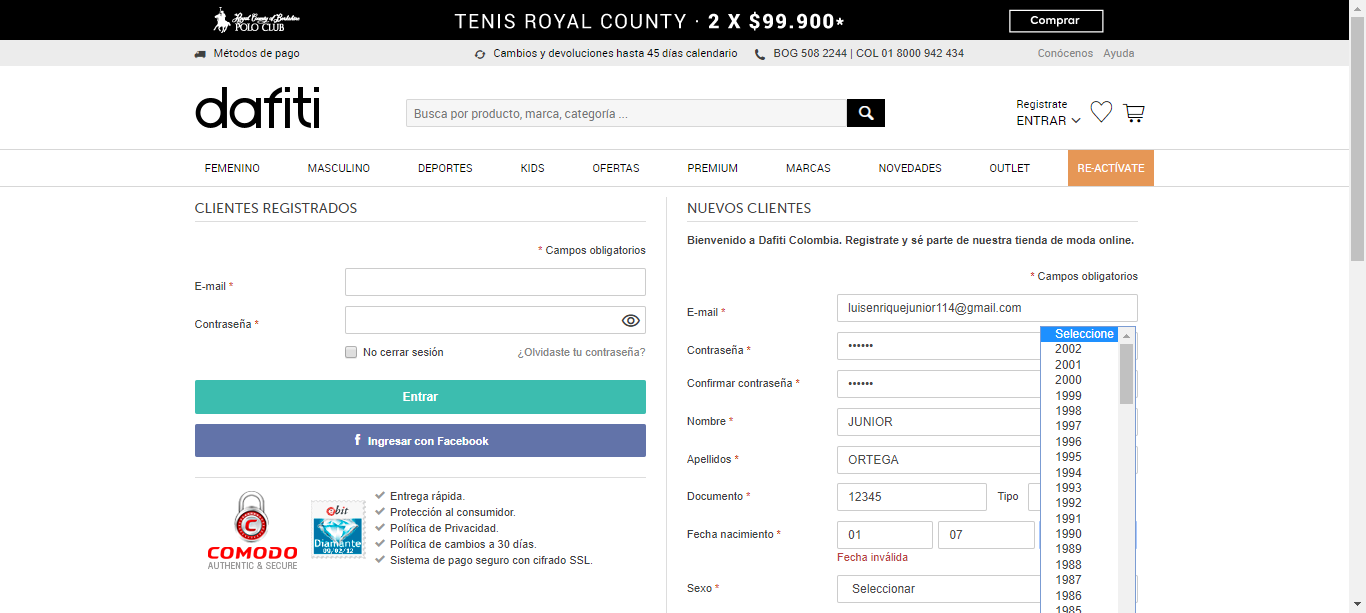 Royal County of Berkshire
POLO CLUB
TENIS ROYAL COUNTY · 2 X $99.900*
Comprar
Métodos de pago
Cambios y devoluciones hasta 45 días calendario
BOG 508 2244 | COL 01 8000 942 434
Conócenos Ayuda
dafiti
Busca por producto, marca, categoría ...
Registrate
ENTRAR
FEMENINO MASCULINO DEPORTES KIDS OFERTAS PREMIUM MARCAS NOVEDADES OUTLET RE-ACTÍVATE
CLIENTES REGISTRADOS
* Campos obligatorios
E-mail *
Contraseña *
No cerrar sesión
¿Olvidaste tu contraseña?
Entrar
f Ingresar con Facebook
COMODO
AUTHENTIC & SECURE
ebit
Diamante
09/02/12
Entrega rápida.
Protección al consumidor.
Política de Privacidad.
Política de cambios a 30 días.
Sistema de pago seguro con cifrado SSL.
NUEVOS CLIENTES
Bienvenido a Dafiti Colombia. Registrate y sé parte de nuestra tienda de moda online.
* Campos obligatorios
E-mail * luisenriquejunior114@gmail.com
Contraseña * ••••••
Confirmar contraseña * ••••••
Nombre * JUNIOR
Apellidos * ORTEGA
Documento * 12345 Tipo
Fecha nacimiento * 01 07
Fecha inválida
Sexo * Seleccionar
Seleccione
2002
2001
2000
1999
1998
1997
1996
1995
1994
1993
1992
1991
1990
1989
1988
1987
1986
1985